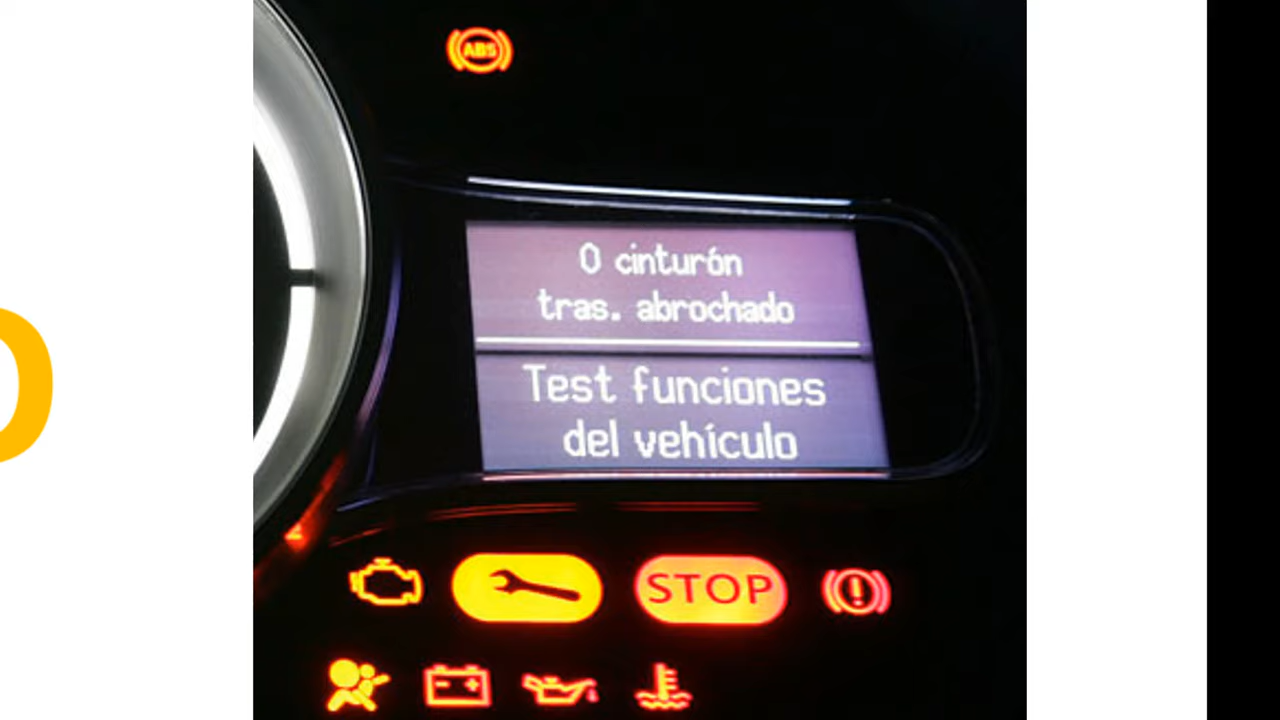 ABS
0 cinturón
tras. abrochado
Test funciones
del vehículo
STOP